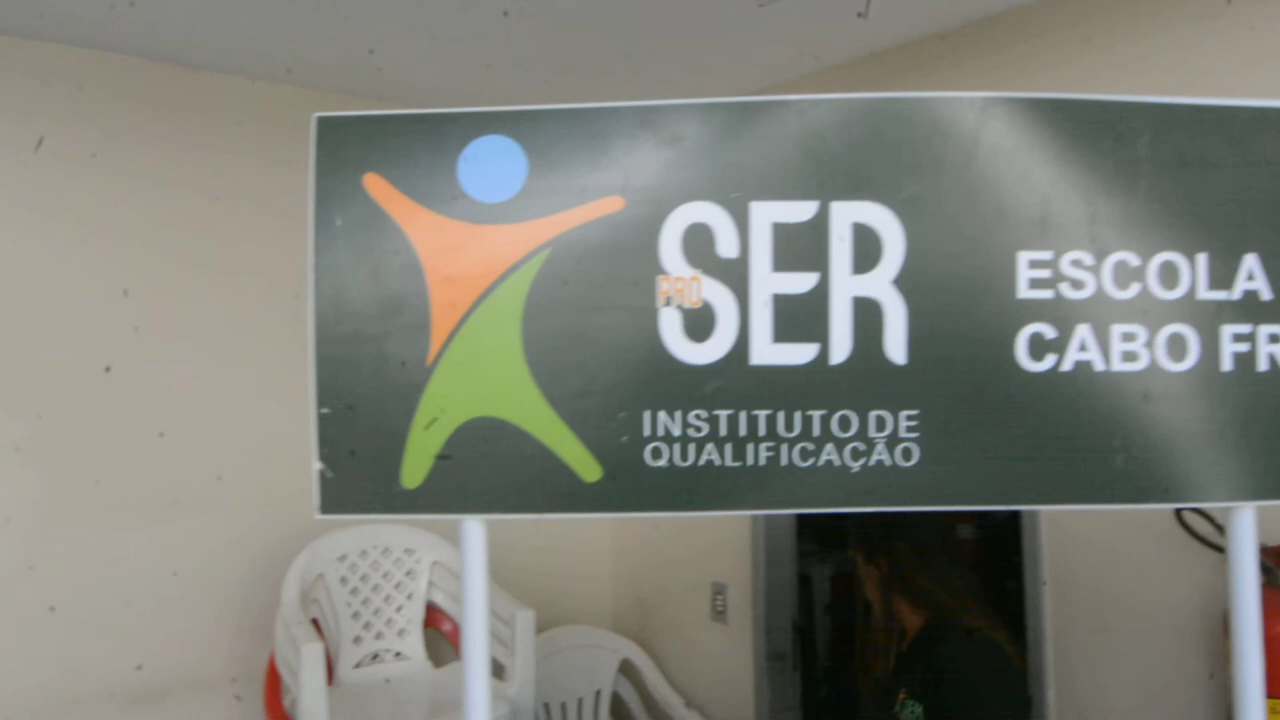 PRO
SER
INSTITUTO DE
QUALIFICAÇÃO
ESCOLA
CABO FR